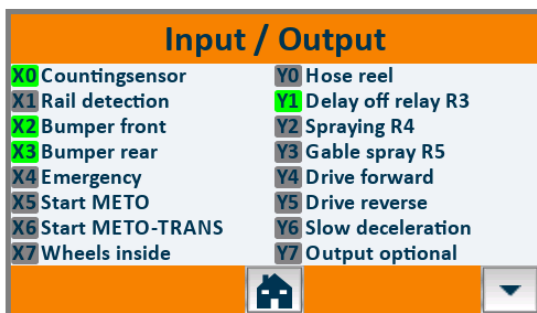 Input / Output
X0 Countingsensor
X1 Rail detection
X2 Bumper front
X3 Bumper rear
X4 Emergency
X5 Start METO
X6 Start METO-TRANS
X7 Wheels inside
Y0 Hose reel
Y1 Delay off relay R3
Y2 Spraying R4
Y3 Gable spray R5
Y4 Drive forward
Y5 Drive reverse
Y6 Slow deceleration
Y7 Output optional